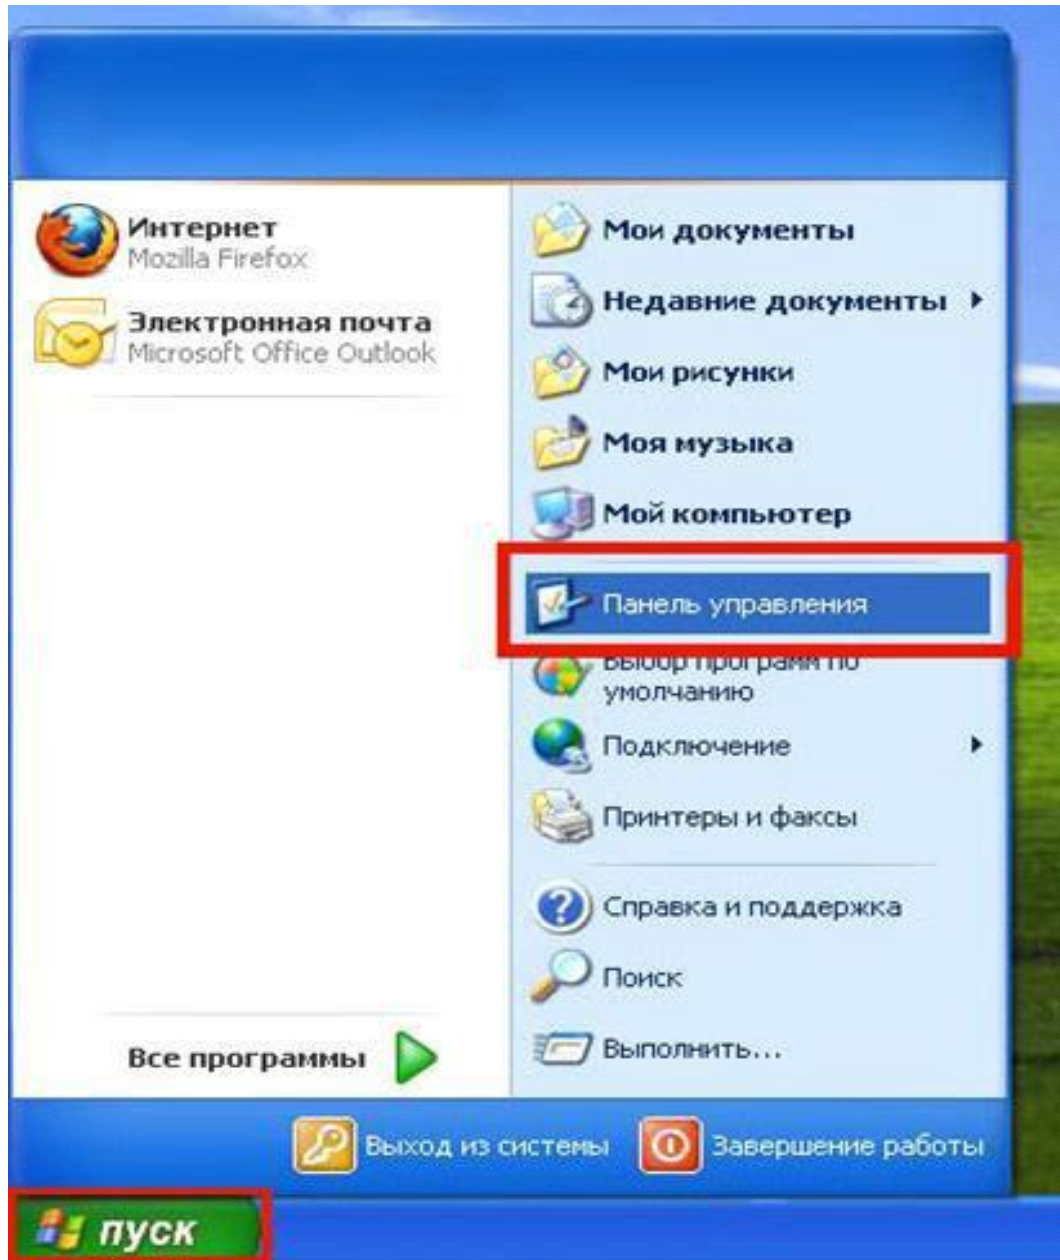 Интернет
Mozilla Firefox
Электронная почта
Microsoft Office Outlook
Все программы
Мои документы
Недавние документы
Мои рисунки
Моя музыка
Мой компьютер
Панель управления
Выбор программ по
умолчанию
Подключение
Принтеры и факсы
Справка и поддержка
Поиск
Выполнить...
Выход из системы
Завершение работы
пуск